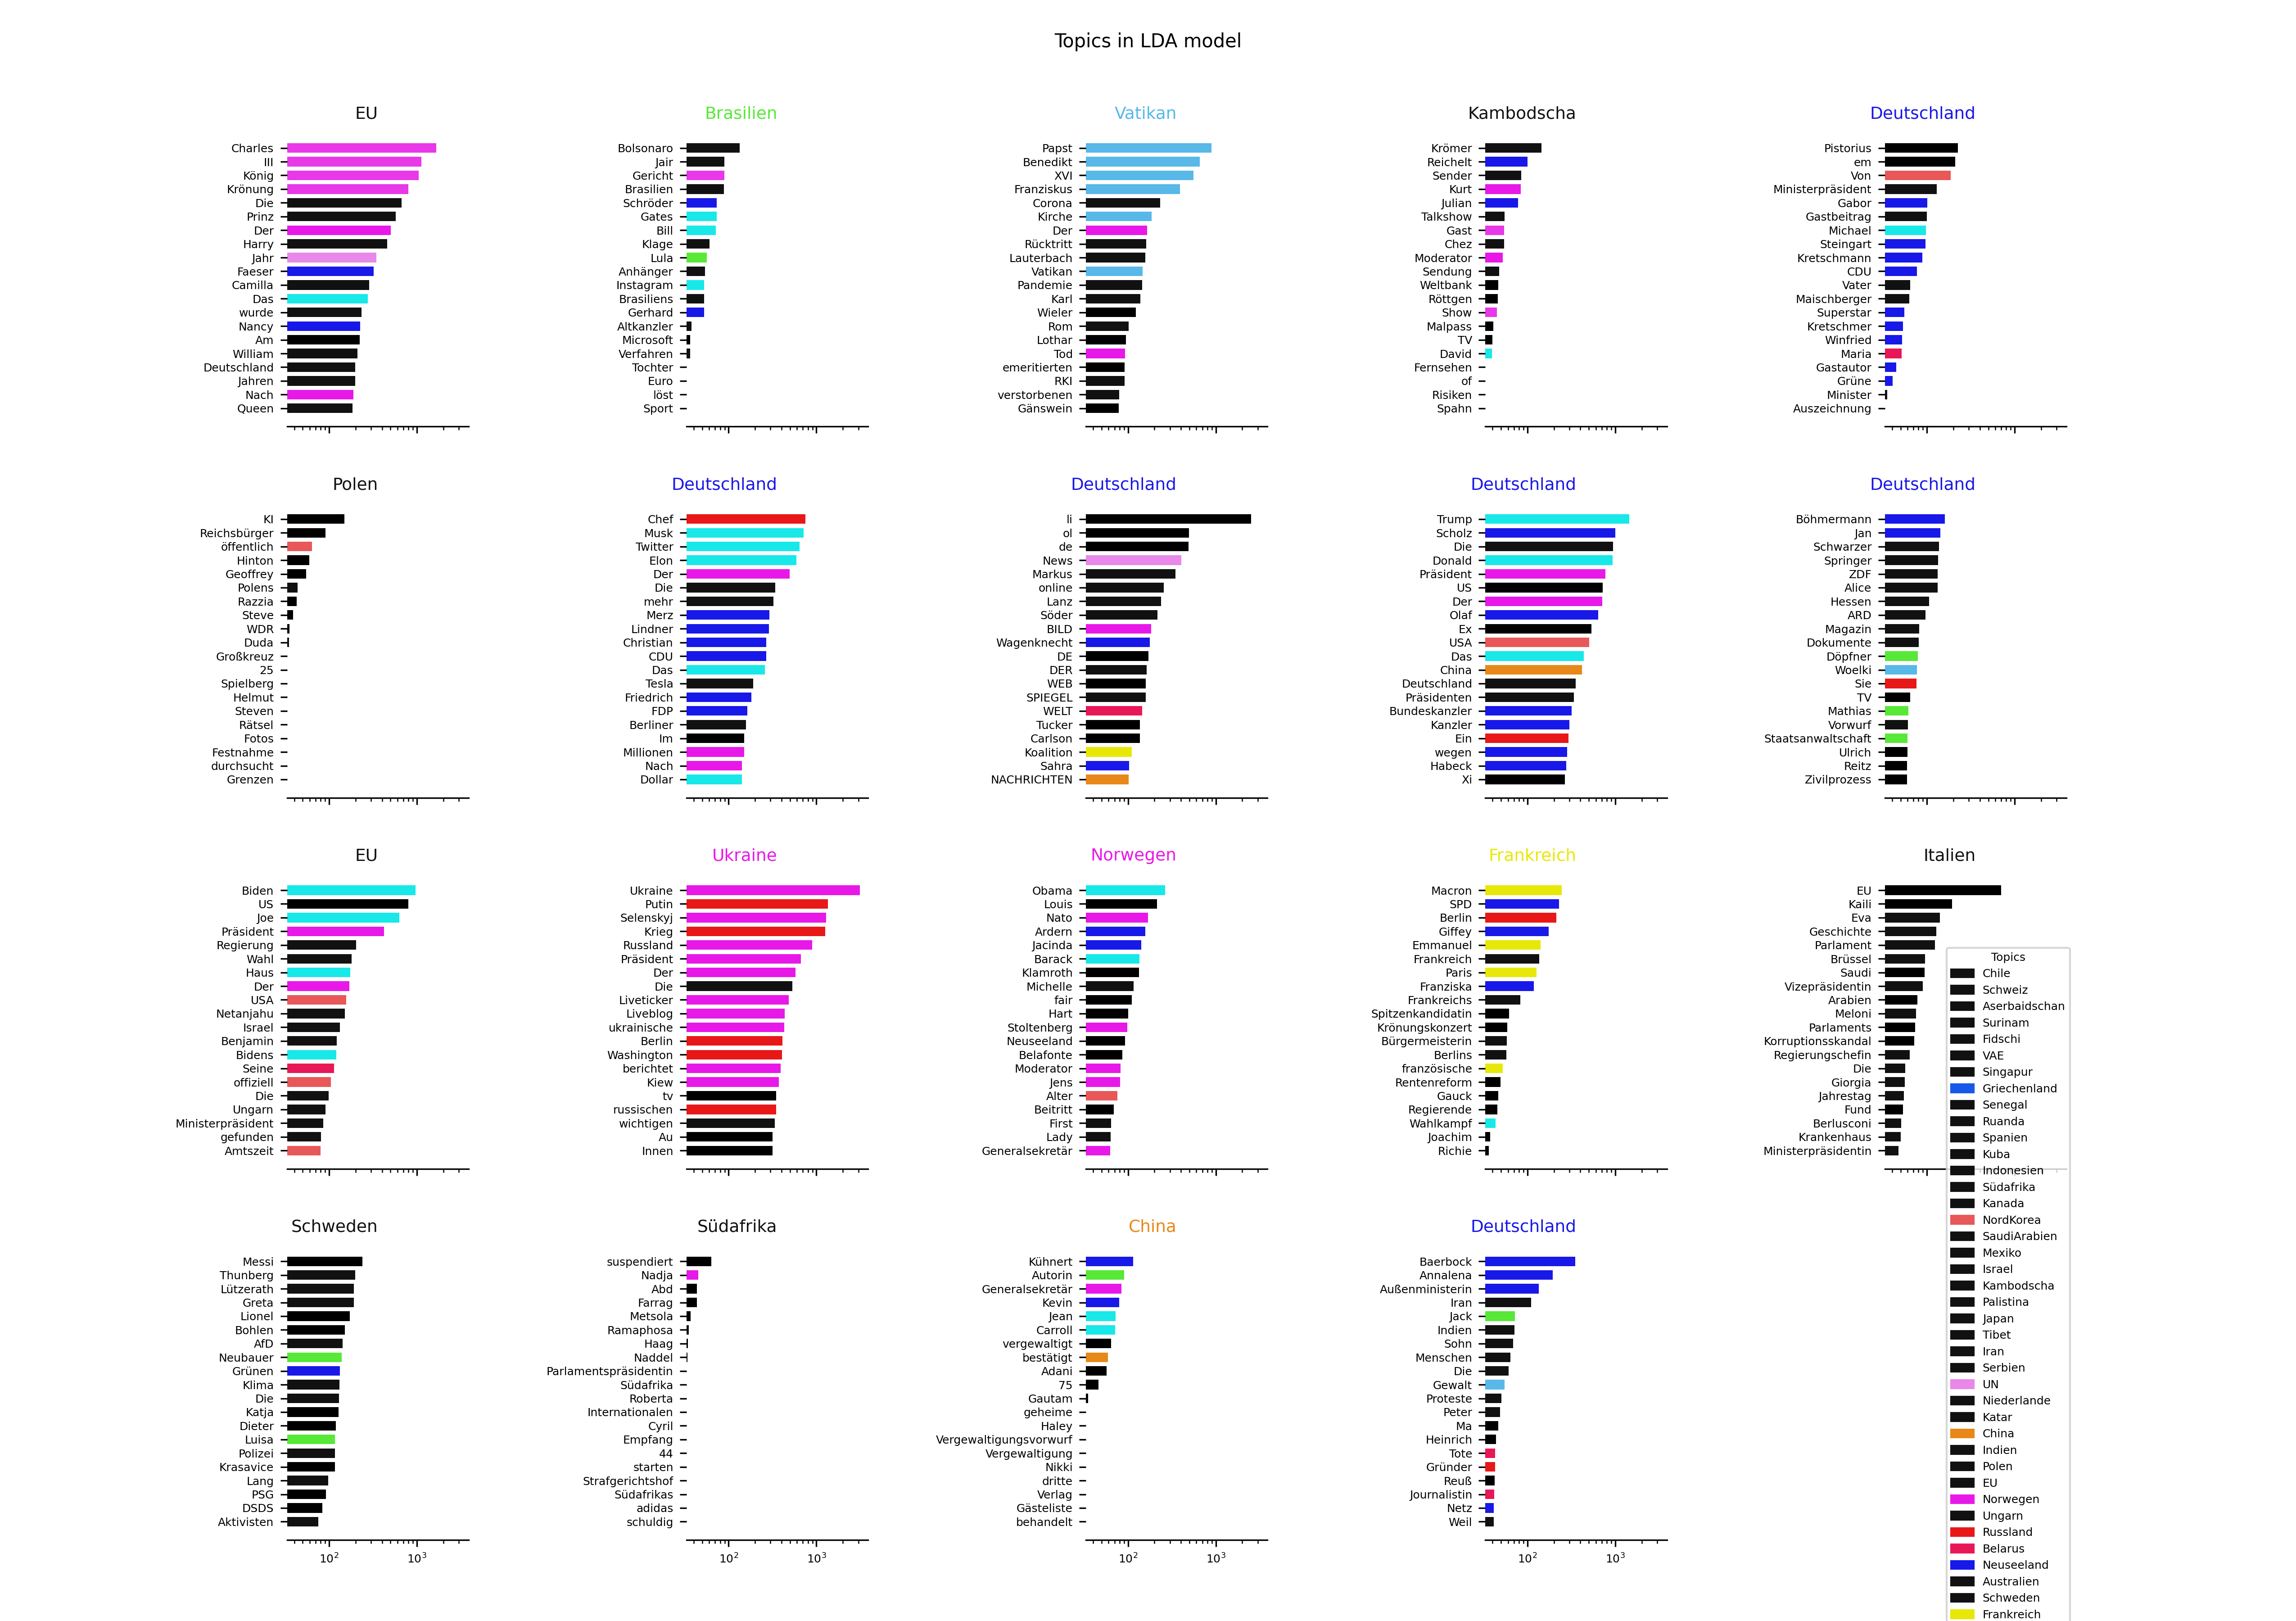 Topics in LDA model
EU
Charles
III
König
Krönung
Die
Prinz
Der
Harry
Jahr
Faeser
Camilla
Das
wurde
Nancy
Am
William
Deutschland
Jahren
Nach
Queen
Brasilien
Bolsonaro
Jair
Gericht
Brasilien
Schröder
Gates
Bill
Klage
Lula
Anhänger
Instagram
Brasiliens
Gerhard
Altkanzler
Microsoft
Verfahren
Tochter
Euro
löst
Sport
Vatikan
Papst
Benedikt
XVI
Franziskus
Corona
Kirche
Der
Rücktritt
Lauterbach
Vatikan
Pandemie
Karl
Wieler
Rom
Lothar
Tod
emeritierten
RKI
verstorbenen
Gänswein
Kambodscha
Krömer
Reichelt
Sender
Kurt
Julian
Talkshow
Gast
Chez
Moderator
Sendung
Weltbank
Röttgen
Show
Malpass
TV
David
Fernsehen
of
Risiken
Spahn
Deutschland
Pistorius
em
Von
Ministerpräsident
Gabor
Gastbeitrag
Michael
Steingart
Kretschmann
CDU
Vater
Maischberger
Superstar
Kretschmer
Winfried
Maria
Gastautor
Grüne
Minister
Auszeichnung
Polen
KI
Reichsbürger
öffentlich
Hinton
Geoffrey
Polens
Razzia
Steve
WDR
Duda
Großkreuz
25
Spielberg
Helmut
Steven
Rätsel
Fotos
Festnahme
durchsucht
Grenzen
Deutschland
Chef
Musk
Twitter
Elon
Der
Die
mehr
Merz
Lindner
Christian
CDU
Das
Tesla
Friedrich
FDP
Berliner
Im
Millionen
Nach
Dollar
Deutschland
li
ol
de
News
Markus
online
Lanz
Söder
BILD
Wagenknecht
DE
DER
WEB
SPIEGEL
WELT
Tucker
Carlson
Koalition
Sahra
NACHRICHTEN
Deutschland
Trump
Scholz
Die
Donald
Präsident
US
Der
Olaf
Ex
USA
Das
China
Deutschland
Präsidenten
Bundeskanzler
Kanzler
Ein
wegen
Habeck
Xi
Deutschland
Böhmermann
Jan
Schwarzer
Springer
ZDF
Alice
Hessen
ARD
Magazin
Dokumente
Döpfner
Woelki
Sie
TV
Mathias
Vorwurf
Staatsanwaltschaft
Ulrich
Reitz
Zivilprozess
EU
Biden
US
Joe
Präsident
Regierung
Wahl
Haus
Der
USA
Netanjahu
Israel
Benjamin
Bidens
Seine
offiziell
Die
Ungarn
Ministerpräsident
gefunden
Amtszeit
Ukraine
Ukraine
Putin
Selenskyj
Krieg
Russland
Präsident
Der
Die
Liveticker
Liveblog
ukrainische
Berlin
Washington
berichtet
Kiew
tv
russischen
wichtigen
Au
Innen
Norwegen
Obama
Louis
Nato
Ardern
Jacinda
Barack
Klamroth
Michelle
fair
Hart
Stoltenberg
Neuseeland
Belafonte
Moderator
Jens
Alter
Beitritt
First
Lady
Generalsekretär
Frankreich
Macron
SPD
Berlin
Giffey
Emmanuel
Frankreich
Paris
Franziska
Frankreichs
Spitzenkandidatin
Krönungskonzert
Bürgermeisterin
Berlins
französische
Rentenreform
Gauck
Regierende
Wahlkampf
Joachim
Richie
Italien
EU
Kaili
Eva
Geschichte
Parlament
Brüssel
Saudi
Vizepräsidentin
Arabien
Meloni
Parlaments
Korruptionsskandal
Regierungschefin
Die
Giorgia
Jahrestag
Fund
Berlusconi
Krankenhaus
Ministerpräsidentin
Schweden
Messi
Thunberg
Lützerath
Greta
Lionel
Bohlen
AfD
Neubauer
Grünen
Klima
Die
Katja
Dieter
Luisa
Polizei
Krasavice
Lang
PSG
DSDS
Aktivisten
10² 10³
Südafrika
suspendiert
Nadja
Abd
Farrag
Metsola
Ramaphosa
Haag
Naddel
Parlamentspräsidentin
Südafrika
Roberta
Internationalen
Cyril
Empfang
44
starten
Strafgerichtshof
Südafrikas
adidas
schuldig
10² 10³
China
Kühnert
Autorin
Generalsekretär
Kevin
Jean
Carroll
vergewaltigt
bestätigt
Adani
75
Gautam
geheime
Haley
Vergewaltigungsvorwurf
Vergewaltigung
Nikki
dritte
Verlag
Gästeliste
behandelt
10² 10³
Deutschland
Baerbock
Annalena
Außenministerin
Iran
Jack
Indien
Sohn
Menschen
Die
Gewalt
Proteste
Peter
Ma
Heinrich
Tote
Gründer
Reuß
Journalistin
Netz
Weil
10² 10³
Topics
Chile
Schweiz
Aserbaidschan
Surinam
Fidschi
VAE
Singapur
Griechenland
Senegal
Ruanda
Spanien
Kuba
Indonesien
Südafrika
Kanada
NordKorea
SaudiArabien
Mexiko
Israel
Kambodscha
Palistina
Japan
Tibet
Iran
Serbien
UN
Niederlande
Katar
China
Indien
Polen
EU
Norwegen
Ungarn
Russland
Belarus
Neuseeland
Australien
Schweden
Frankreich